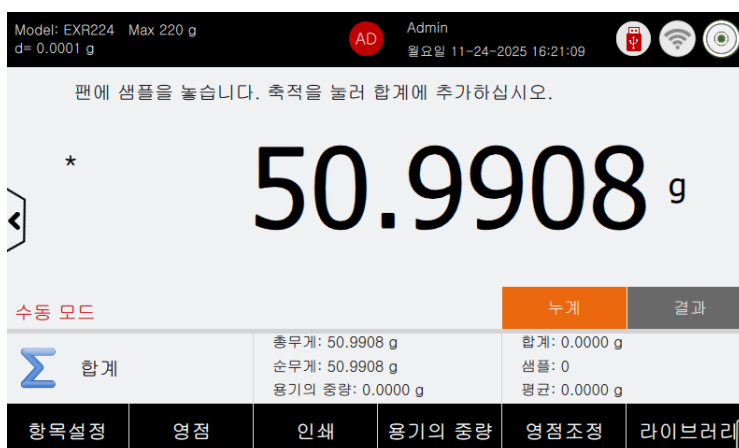 Model: EXR224 Max 220 g
d= 0.0001 g
AD
Admin
월요일 11-24-2025 16:21:09
팬에 샘플을 놓습니다. 축적을 눌러 합계에 추가하십시오.
*
50.9908 g
수동 모드
누계
결과
Σ 합계
총무게: 50.9908 g
순무게: 50.9908 g
용기의 중량: 0.0000 g
합계: 0.0000 g
샘플: 0
평균: 0.0000 g
항목설정
영점
인쇄
용기의 중량
영점조정
라이브러리